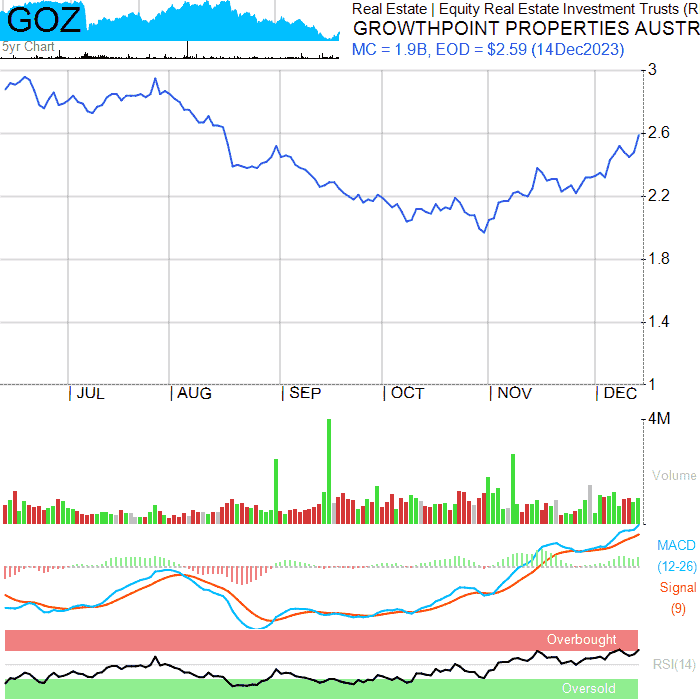 GOZ
5yr Chart
Real Estate | Equity Real Estate Investment Trusts (R
GROWTHPOINT PROPERTIES AUSTR
MC = 1.9B, EOD = $2.59 (14Dec2023)
3
2.6
2.2
1.8
1.4
1
| JUL | AUG | SEP | OCT | NOV | DEC
4M
Volume
MACD
(12-26)
Signal
(9)
Overbought
RSI(14)
Oversold